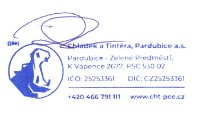 (BM)
Chládek a Tintěra, Pardubice a.s.
Pardubice - Zelené Předměstí,
K Vápence 2677, PSČ 530 02
IČO: 25253361 DIČ: CZ25253361
+420 466 791 111 www.cht-pce.cz